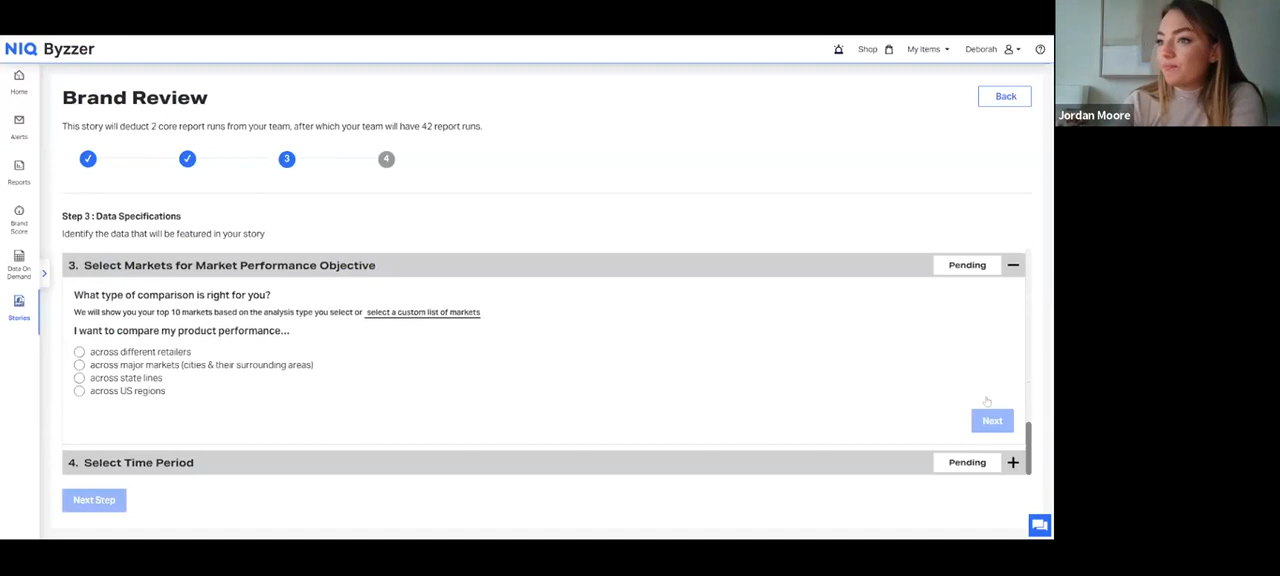 NIQ Byzzer
Shop
My Items
Deborah
Home
Alerts
Reports
Brand Score
Data On Demand
Stories
Brand Review
Back
This story will deduct 2 core report runs from your team, after which your team will have 42 report runs.
3
4
Step 3 : Data Specifications
Identify the data that will be featured in your story
3. Select Markets for Market Performance Objective
Pending
What type of comparison is right for you?
We will show you your top 10 markets based on the analysis type you select or select a custom list of markets
I want to compare my product performance...
across different retailers
across major markets (cities & their surrounding areas)
across state lines
across US regions
Next
4. Select Time Period
Pending
Next Step
Jordan Moore